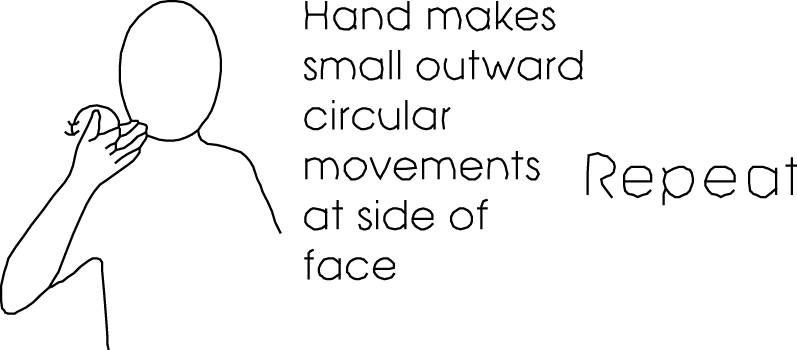 Hand makes
small outward
circular
movements
at side of
face
Repeat